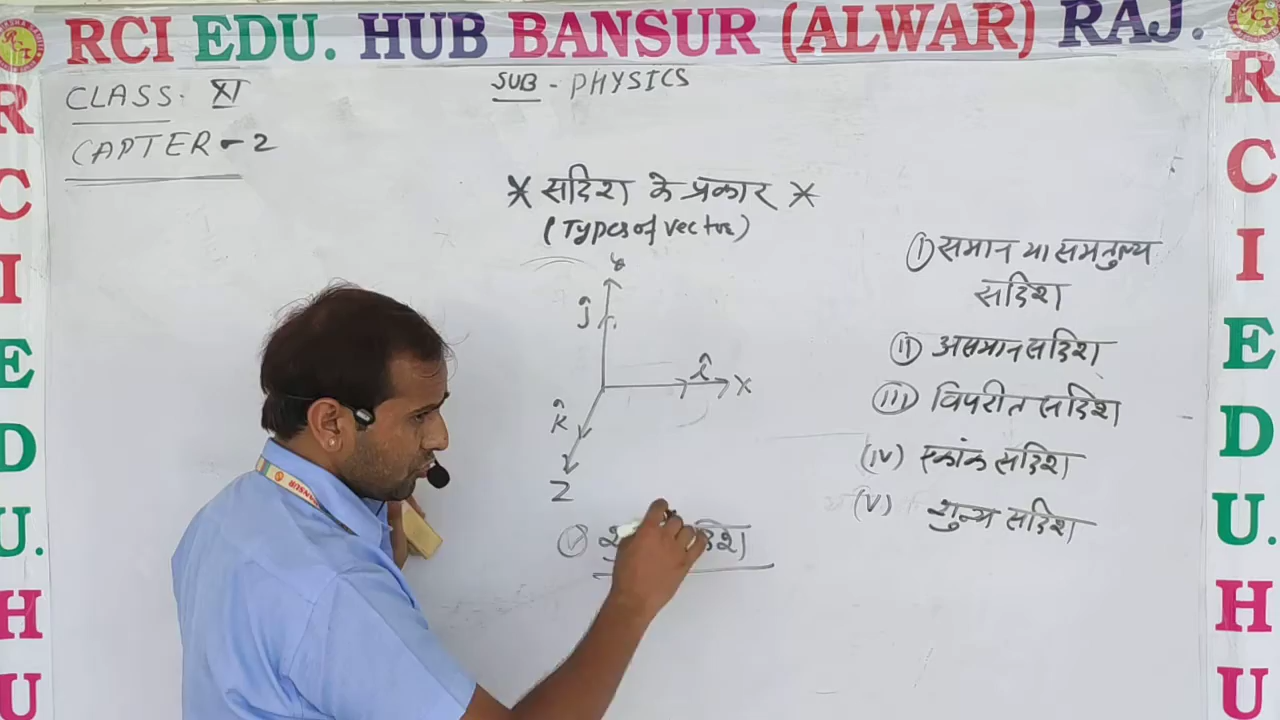 RCI EDU. HUB BANSUR (ALWAR) RAJ.
CLASS. XI
SUB - PHYSICS
CAPTER - 2
* सदिश के प्रकार *
(Types of vector)
(I) समान या समतुल्य
सदिश
(II) असमान सदिश
(III) विपरीत सदिश
(IV) एकांक सदिश
(V) शुन्य सदिश
y
ĵ
î
X
k̂
Z
(V)
R
C
I
E
D
U.
H
U
R
C
I
E
D
U.
H
U